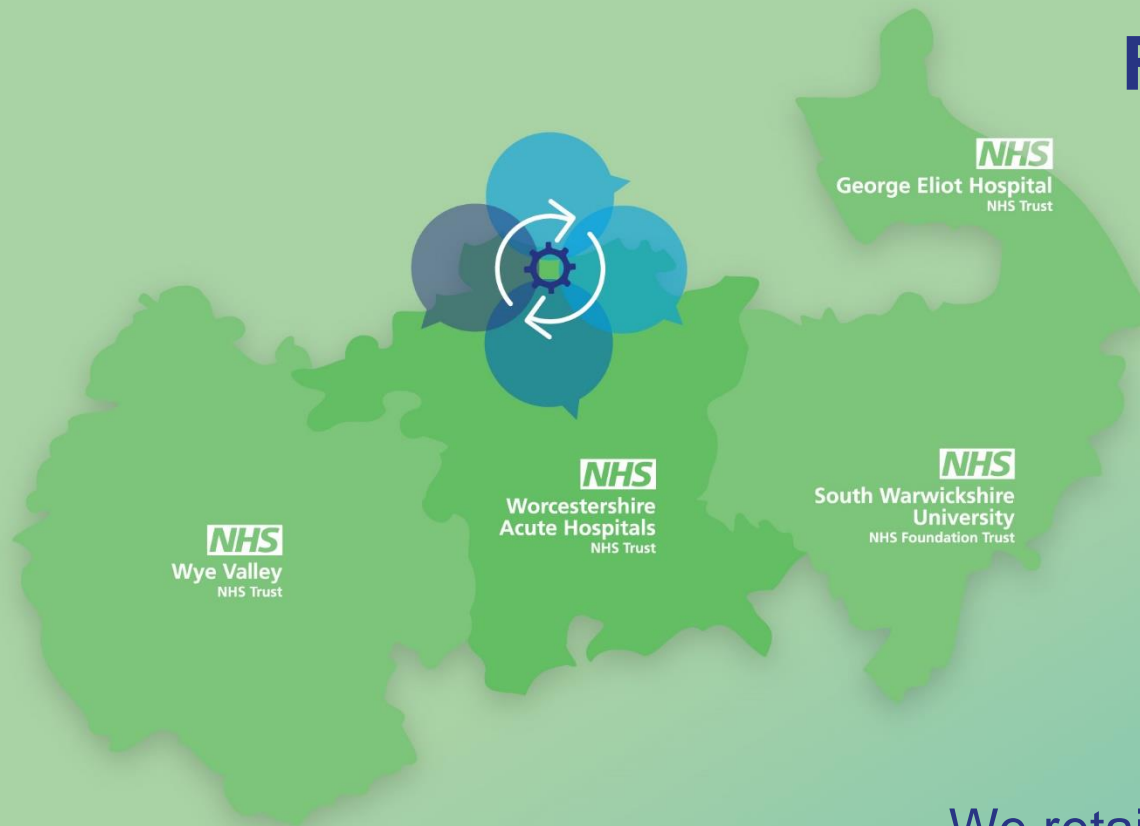 NHS
George Eliot Hospital
NHS Trust
NHS
South Warwickshire
University
NHS Foundation Trust
NHS
Worcestershire
Acute Hospitals
NHS Trust
NHS
Wye Valley
NHS Trust
We